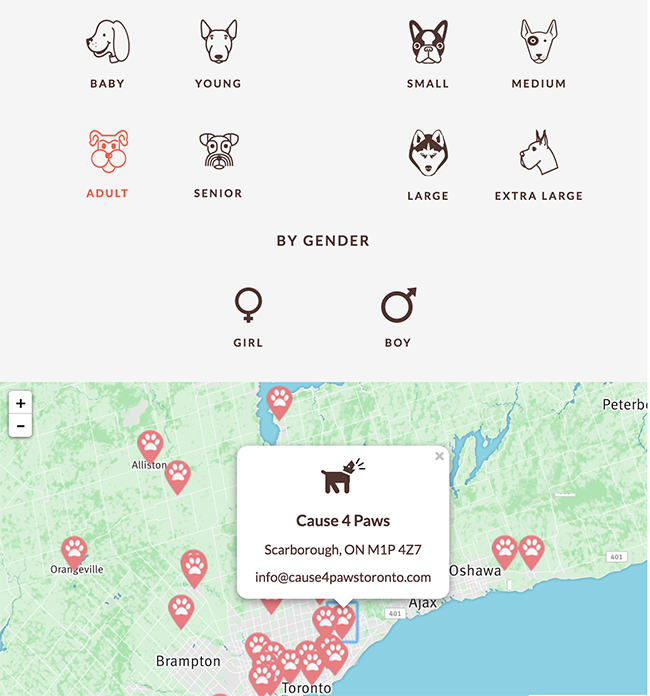 BABY YOUNG SMALL MEDIUM
ADULT SENIOR LARGE EXTRA LARGE
BY GENDER
GIRL BOY
+
-
Peterb
Alliston
Cause 4 Paws
Scarborough, ON M1P 4Z7
info@cause4pawstoronto.com
Orangeville
401
Oshawa
401
Ajax
Brampton
Toronto